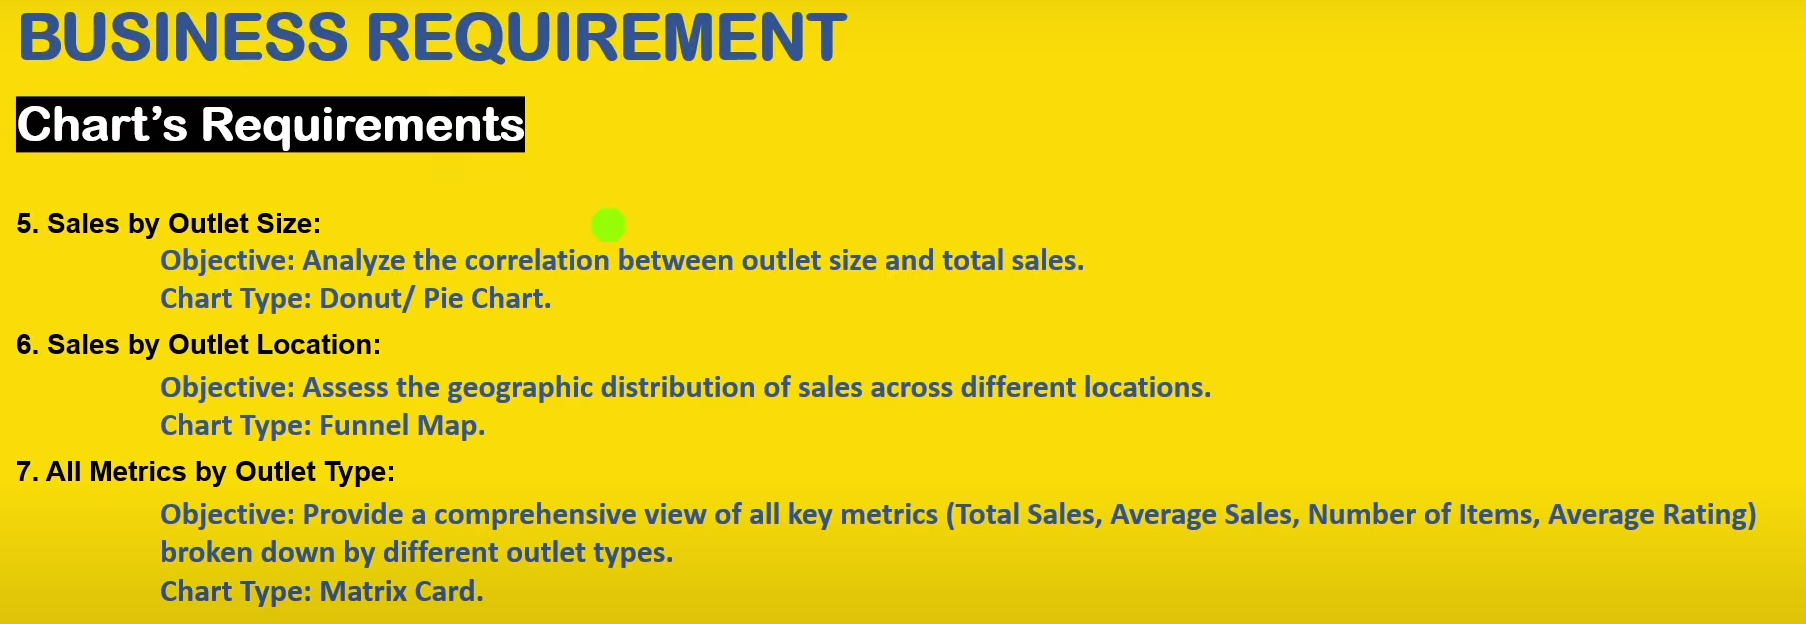 BUSINESS REQUIREMENT
Chart’s Requirements
5. Sales by Outlet Size:
Objective: Analyze the correlation between outlet size and total sales.
Chart Type: Donut/ Pie Chart.
6. Sales by Outlet Location:
Objective: Assess the geographic distribution of sales across different locations.
Chart Type: Funnel Map.
7. All Metrics by Outlet Type:
Objective: Provide a comprehensive view of all key metrics (Total Sales, Average Sales, Number of Items, Average Rating)
broken down by different outlet types.
Chart Type: Matrix Card.